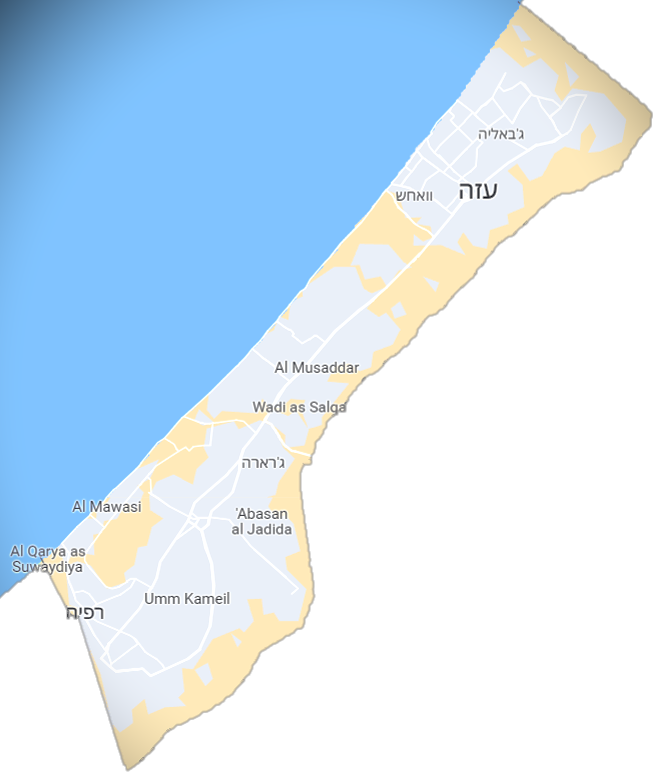 ג'באליה
עזה
וואחש
Al Musaddar
Wadi as Salqa
ג'רארה
Al Mawasi
'Abasan
al Jadida
Al Qarya as
Suwaydiya
Umm Kameil
רפיח